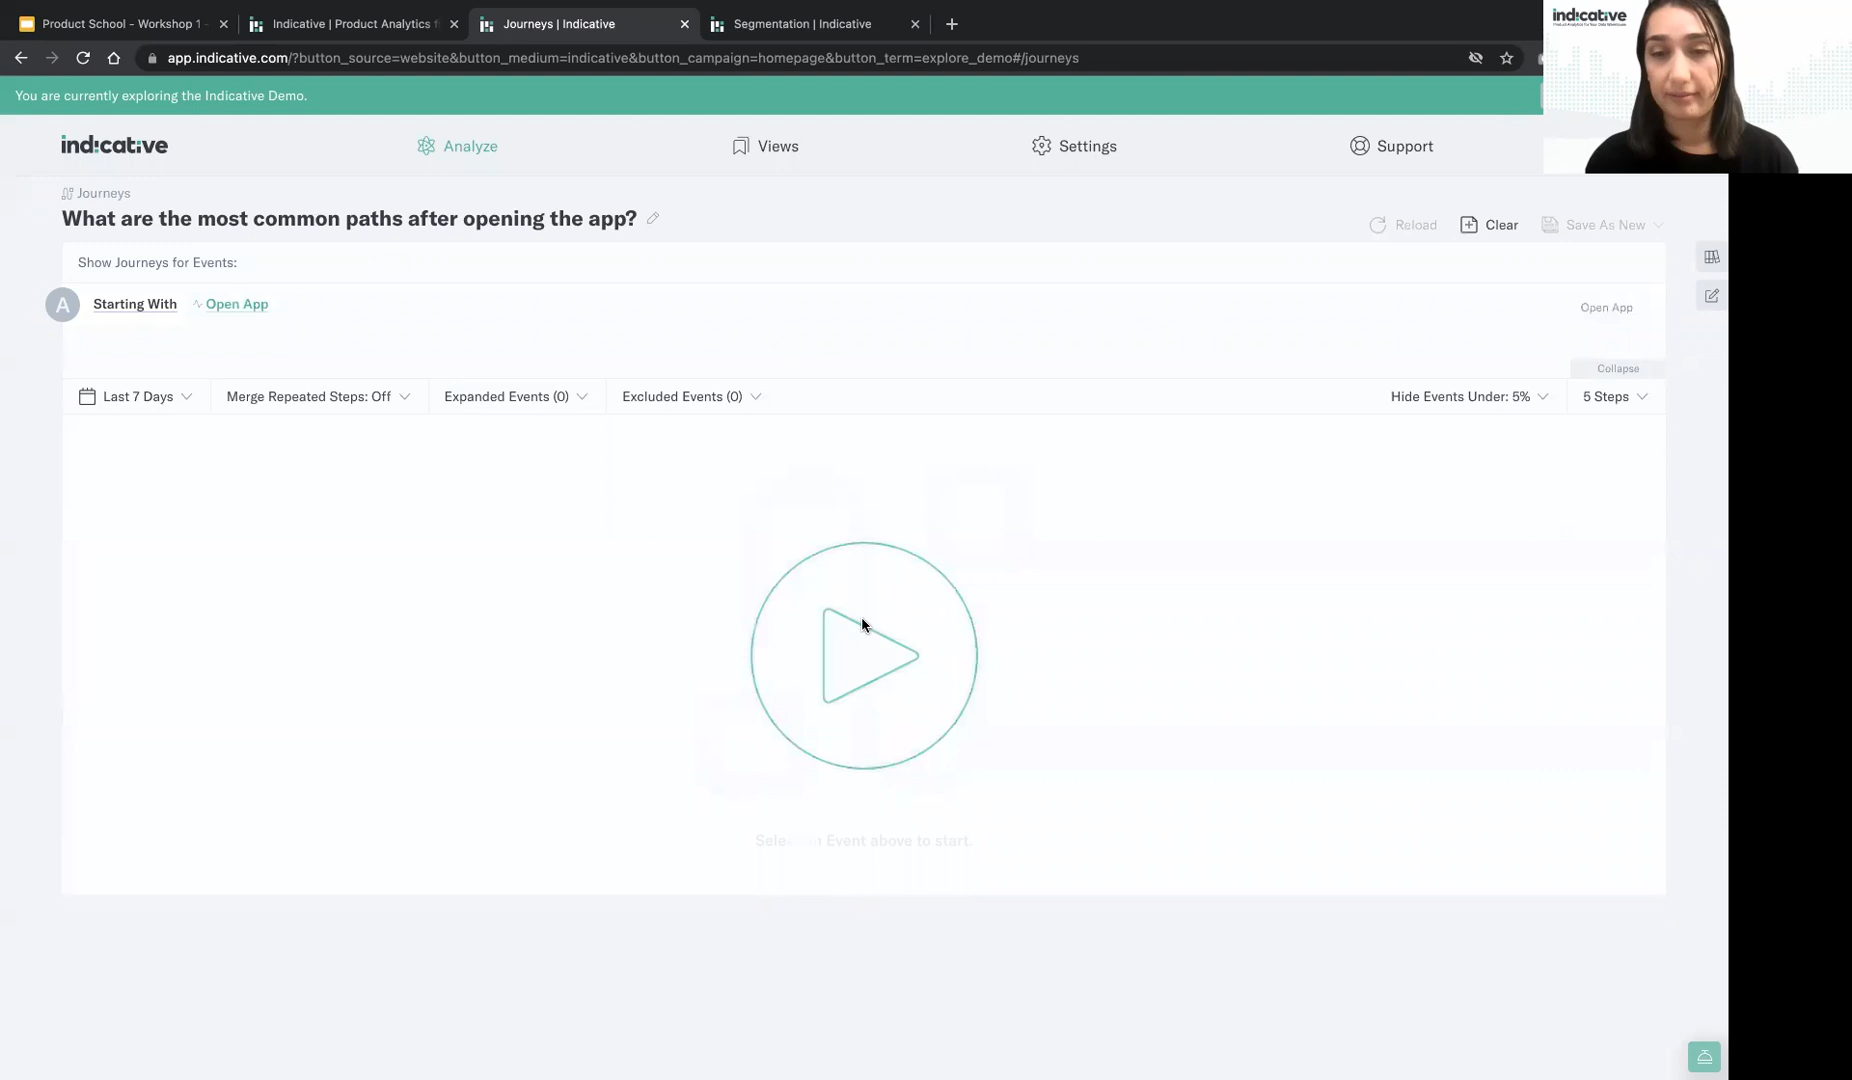 Product School - Workshop 1
Indicative | Product Analytics f
Journeys | Indicative
Segmentation | Indicative
app.indicative.com/?button_source=website&button_medium=indicative&button_campaign=homepage&button_term=explore_demo#/journeys
indicative
You are currently exploring the Indicative Demo.
indicative
Analyze
Views
Settings
Support
Journeys
What are the most common paths after opening the app?
Reload
Clear
Save As New
Show Journeys for Events:
A
Starting With
Open App
Open App
Collapse
Last 7 Days
Merge Repeated Steps: Off
Expanded Events (0)
Excluded Events (0)
Hide Events Under: 5%
5 Steps
Event above to start.